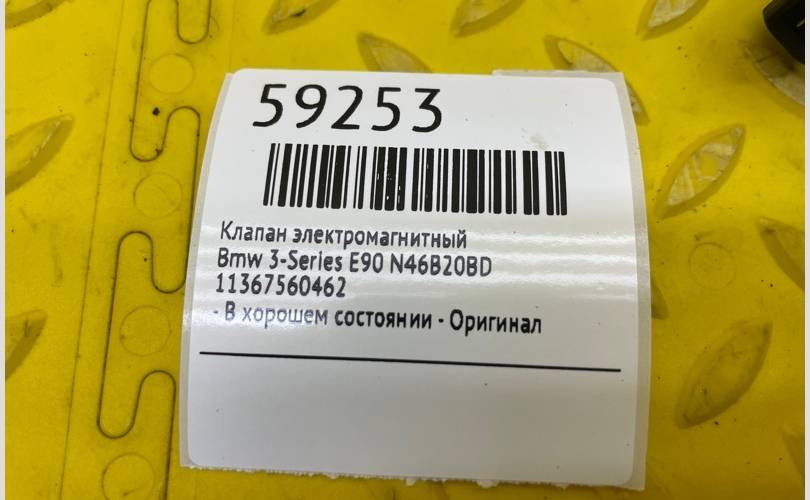 59253
Клапан электромагнитный
Bmw 3-Series E90 N46B20BD
11367560462
- В хорошем состоянии - Оригинал